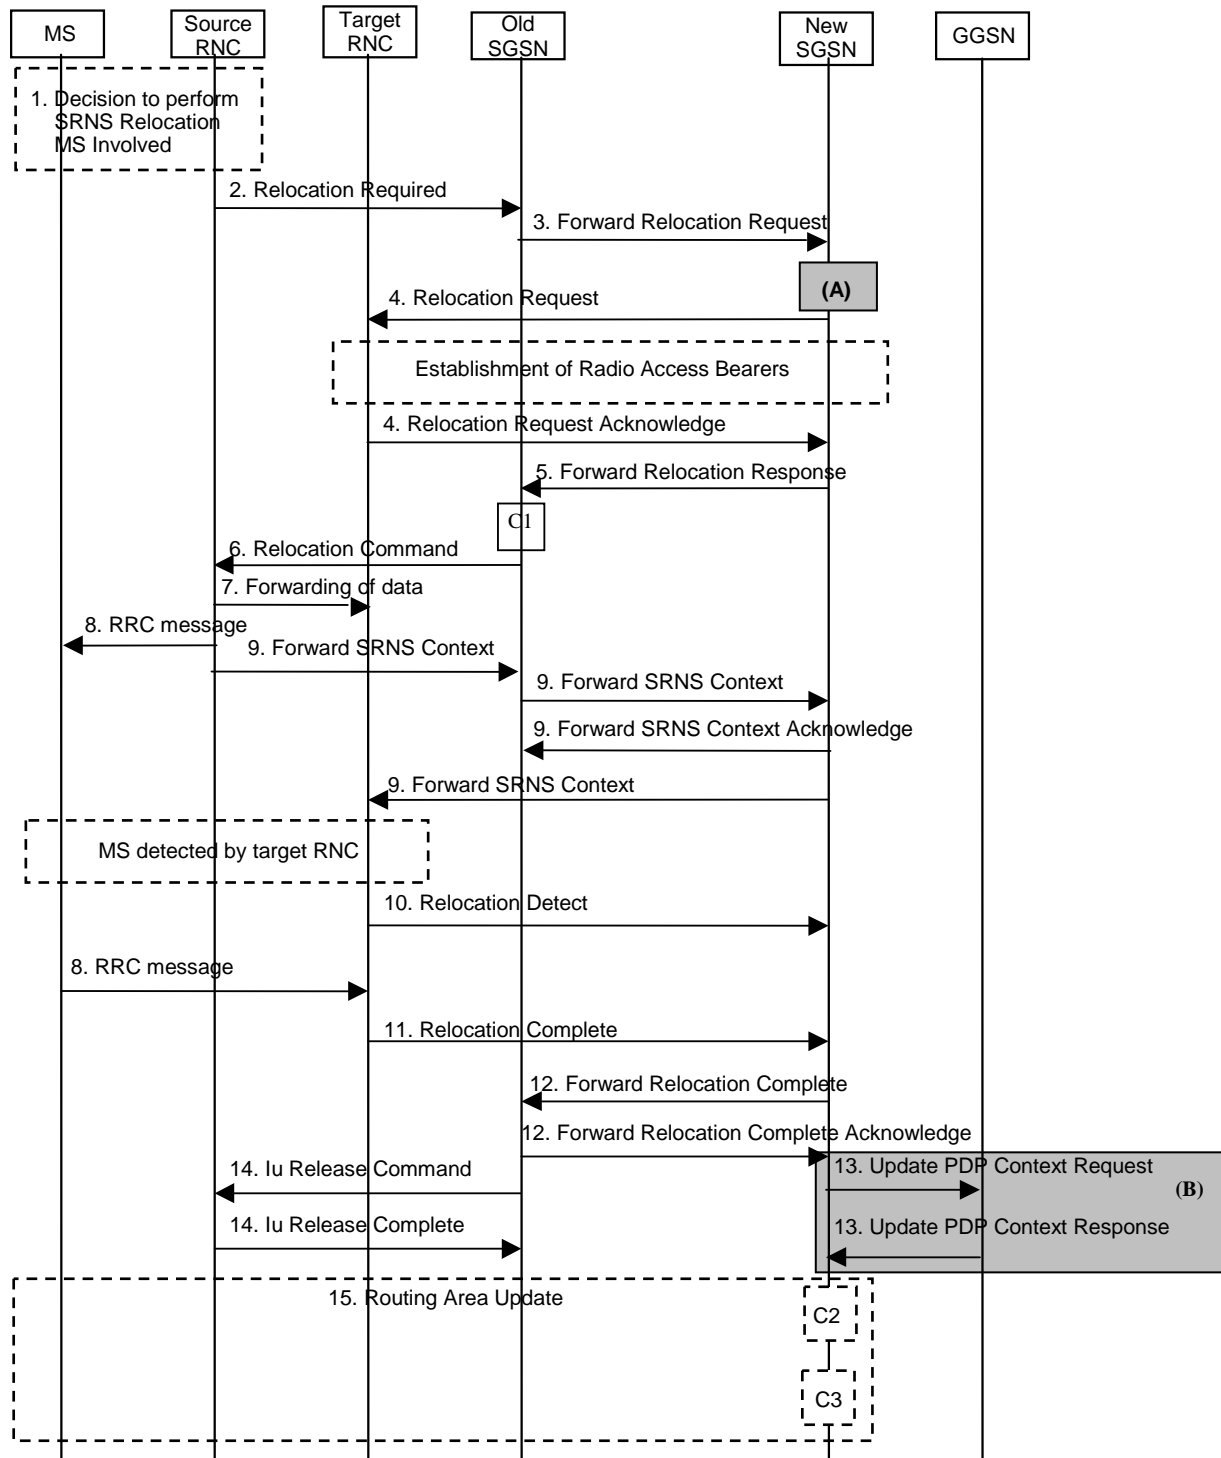 MS
Source
RNC
Target
RNC
Old
SGSN
New
SGSN
GGSN
1. Decision to perform
SRNS Relocation
MS Involved
2. Relocation Required
3. Forward Relocation Request
(A)
4. Relocation Request
Establishment of Radio Access Bearers
4. Relocation Request Acknowledge
5. Forward Relocation Response
C1
6. Relocation Command
7. Forwarding of data
8. RRC message
9. Forward SRNS Context
9. Forward SRNS Context
9. Forward SRNS Context Acknowledge
9. Forward SRNS Context
MS detected by target RNC
10. Relocation Detect
8. RRC message
11. Relocation Complete
12. Forward Relocation Complete
12. Forward Relocation Complete Acknowledge
14. Iu Release Command
13. Update PDP Context Request
(B)
14. Iu Release Complete
13. Update PDP Context Response
15. Routing Area Update
C2
C3